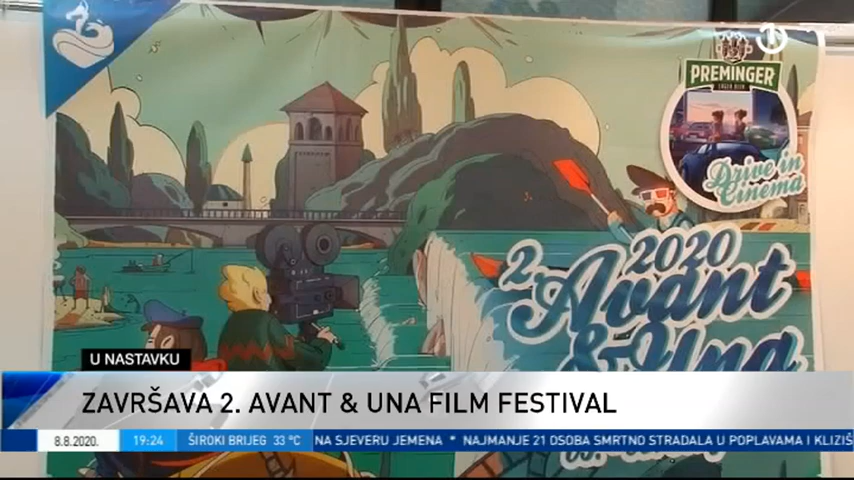 PREMINGER
LAGER BEER
Drive in
Cinema
2. 2020
Avant
& Una
U NASTAVKU
ZAVRŠAVA 2. AVANT & UNA FILM FESTIVAL
8.8.2020. 19:24 ŠIROKI BRIJEG 33 °C NA SJEVERU JEMENA * NAJMANJE 21 OSOBA SMRTNO STRADALA U POPLAVAMA I KLIZIŠ